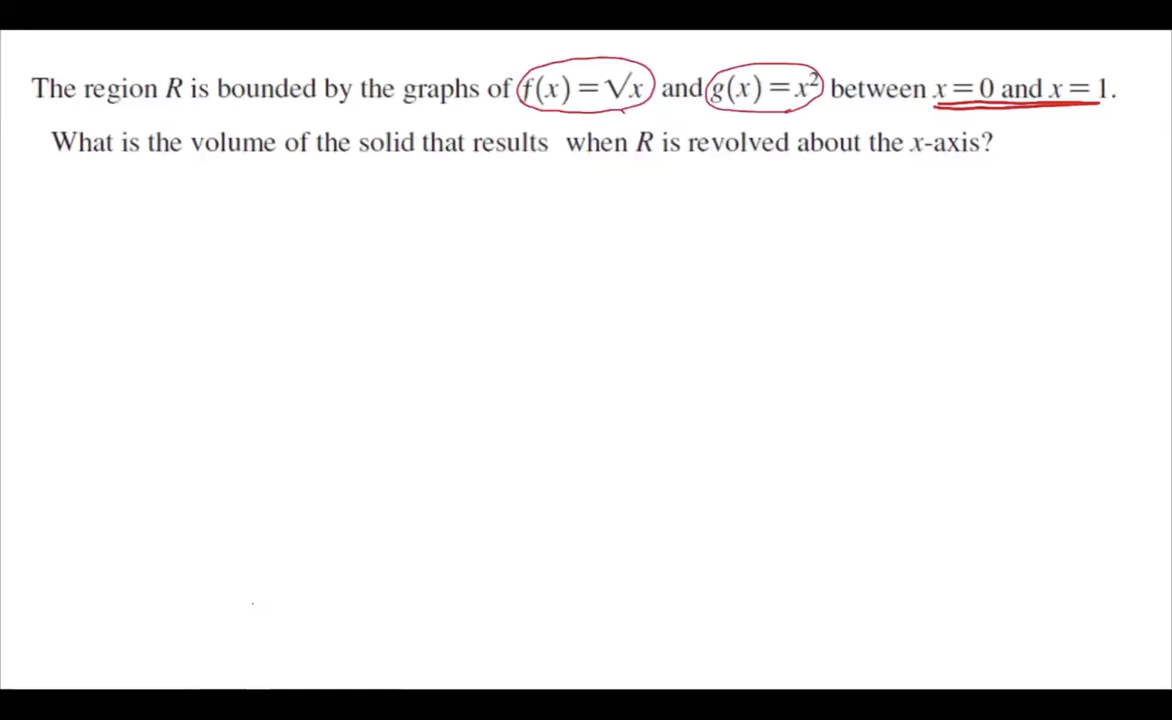 The region R is bounded by the graphs of f(x) = √x and g(x) = x² between x = 0 and x = 1.
What is the volume of the solid that results when R is revolved about the x-axis?